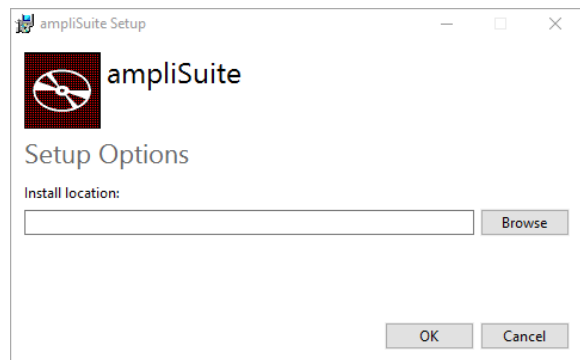 ampliSuite Setup
ampliSuite
Setup Options
Install location:
Browse
OK Cancel